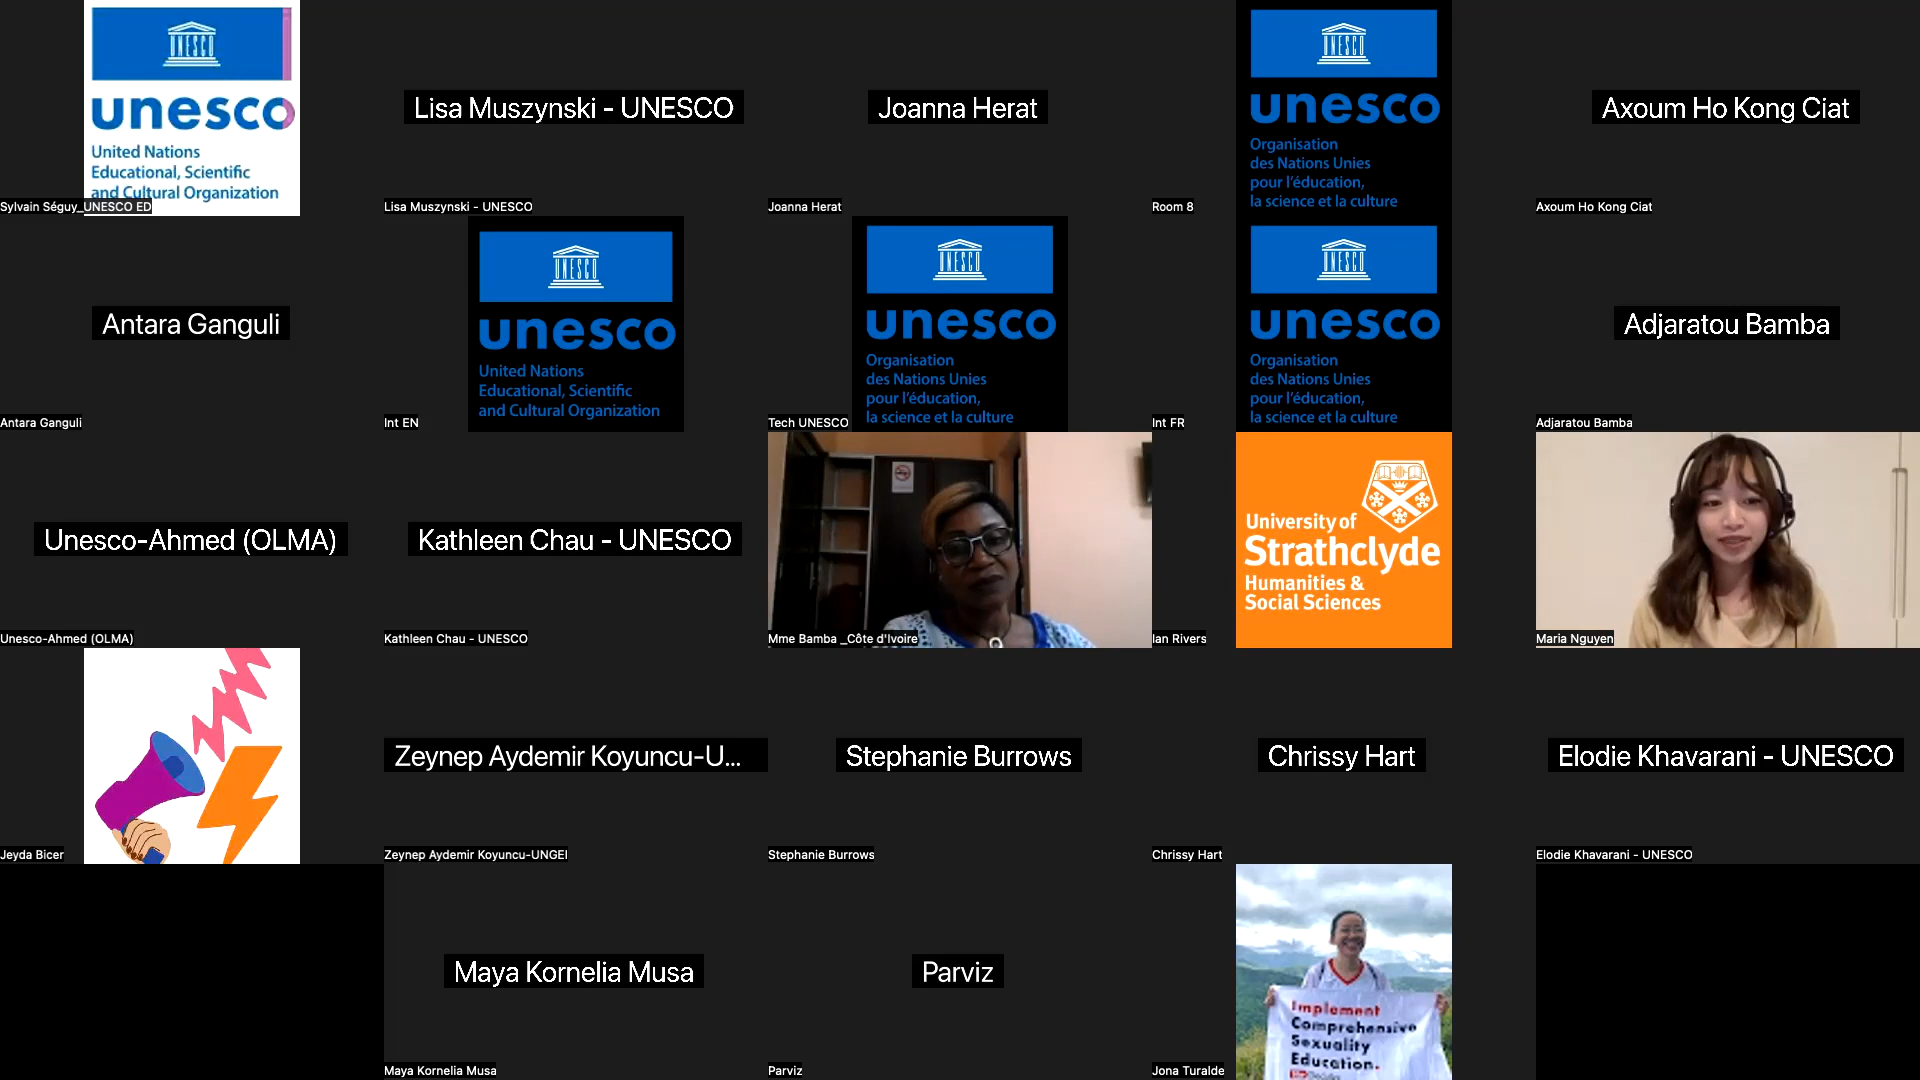 UNESCO
unesco
United Nations
Educational, Scientific
and Cultural Organization
Sylvain Séguy_UNESCO ED
Lisa Muszynski - UNESCO
Lisa Muszynski - UNESCO
Joanna Herat
Joanna Herat
UNESCO
unesco
Organisation
des Nations Unies
pour l'éducation,
la science et la culture
Room 8
Axoum Ho Kong Ciat
Axoum Ho Kong Ciat
Antara Ganguli
Antara Ganguli
UNESCO
unesco
United Nations
Educational, Scientific
and Cultural Organization
Int EN
UNESCO
unesco
Organisation
des Nations Unies
pour l'éducation,
la science et la culture
Tech UNESCO
UNESCO
unesco
Organisation
des Nations Unies
pour l'éducation,
la science et la culture
Int FR
Adjaratou Bamba
Adjaratou Bamba
Unesco-Ahmed (OLMA)
Unesco-Ahmed (OLMA)
Kathleen Chau - UNESCO
Kathleen Chau - UNESCO
Mme Bamba _Côte d'Ivoire
University of
Strathclyde
Humanities &
Social Sciences
Ian Rivers
Maria Nguyen
Jeyda Bicer
Zeynep Aydemir Koyuncu-U...
Zeynep Aydemir Koyuncu-UNGEI
Stephanie Burrows
Stephanie Burrows
Chrissy Hart
Chrissy Hart
Elodie Khavarani - UNESCO
Elodie Khavarani - UNESCO
Maya Kornelia Musa
Maya Kornelia Musa
Parviz
Parviz
Implement
Comprehensive
Sexuality
Education.
Jona Turalde